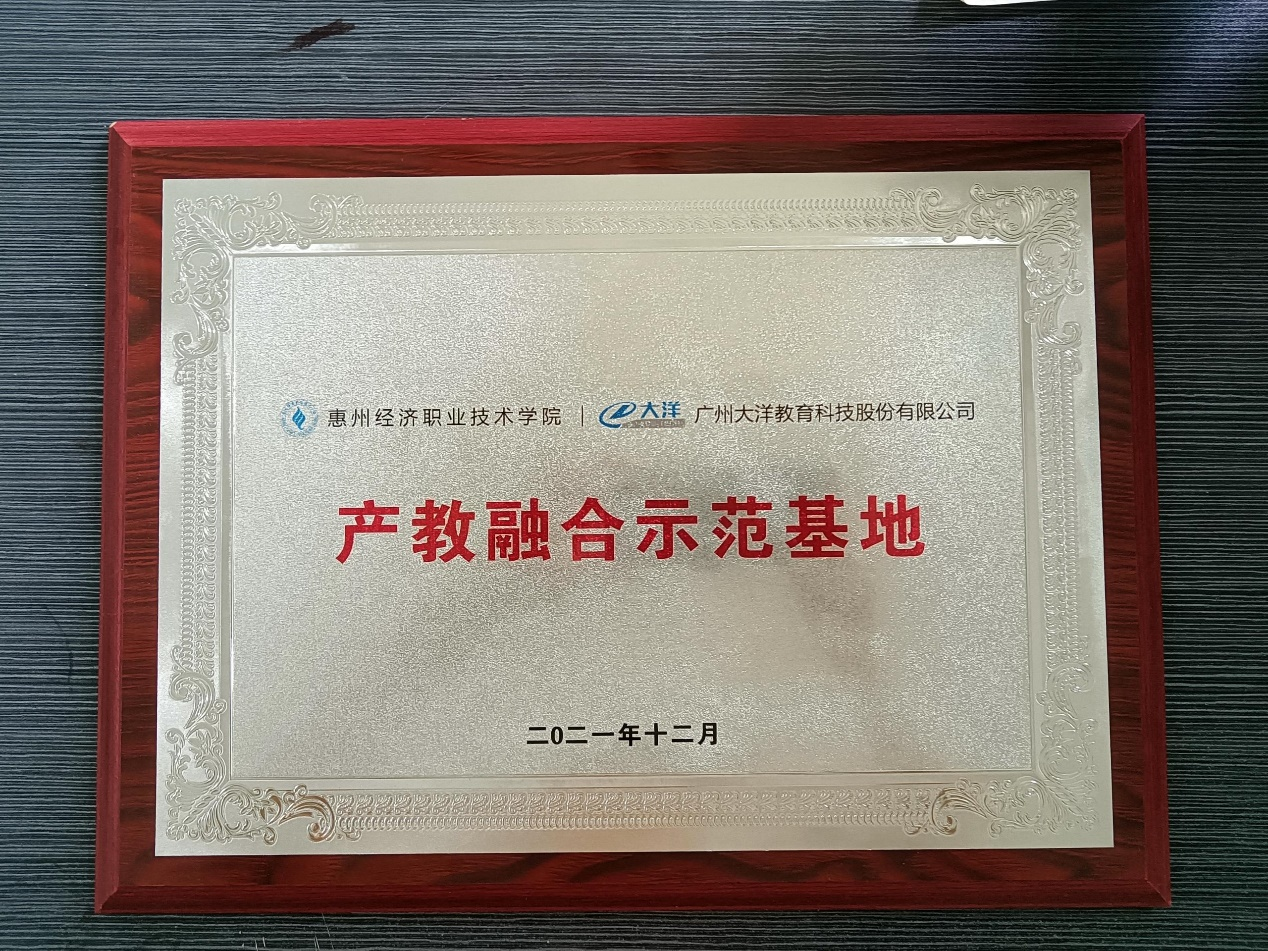 惠州经济职业技术学院 | 大洋 广州大洋教育科技股份有限公司
产教融合示范基地
二0二一年十二月